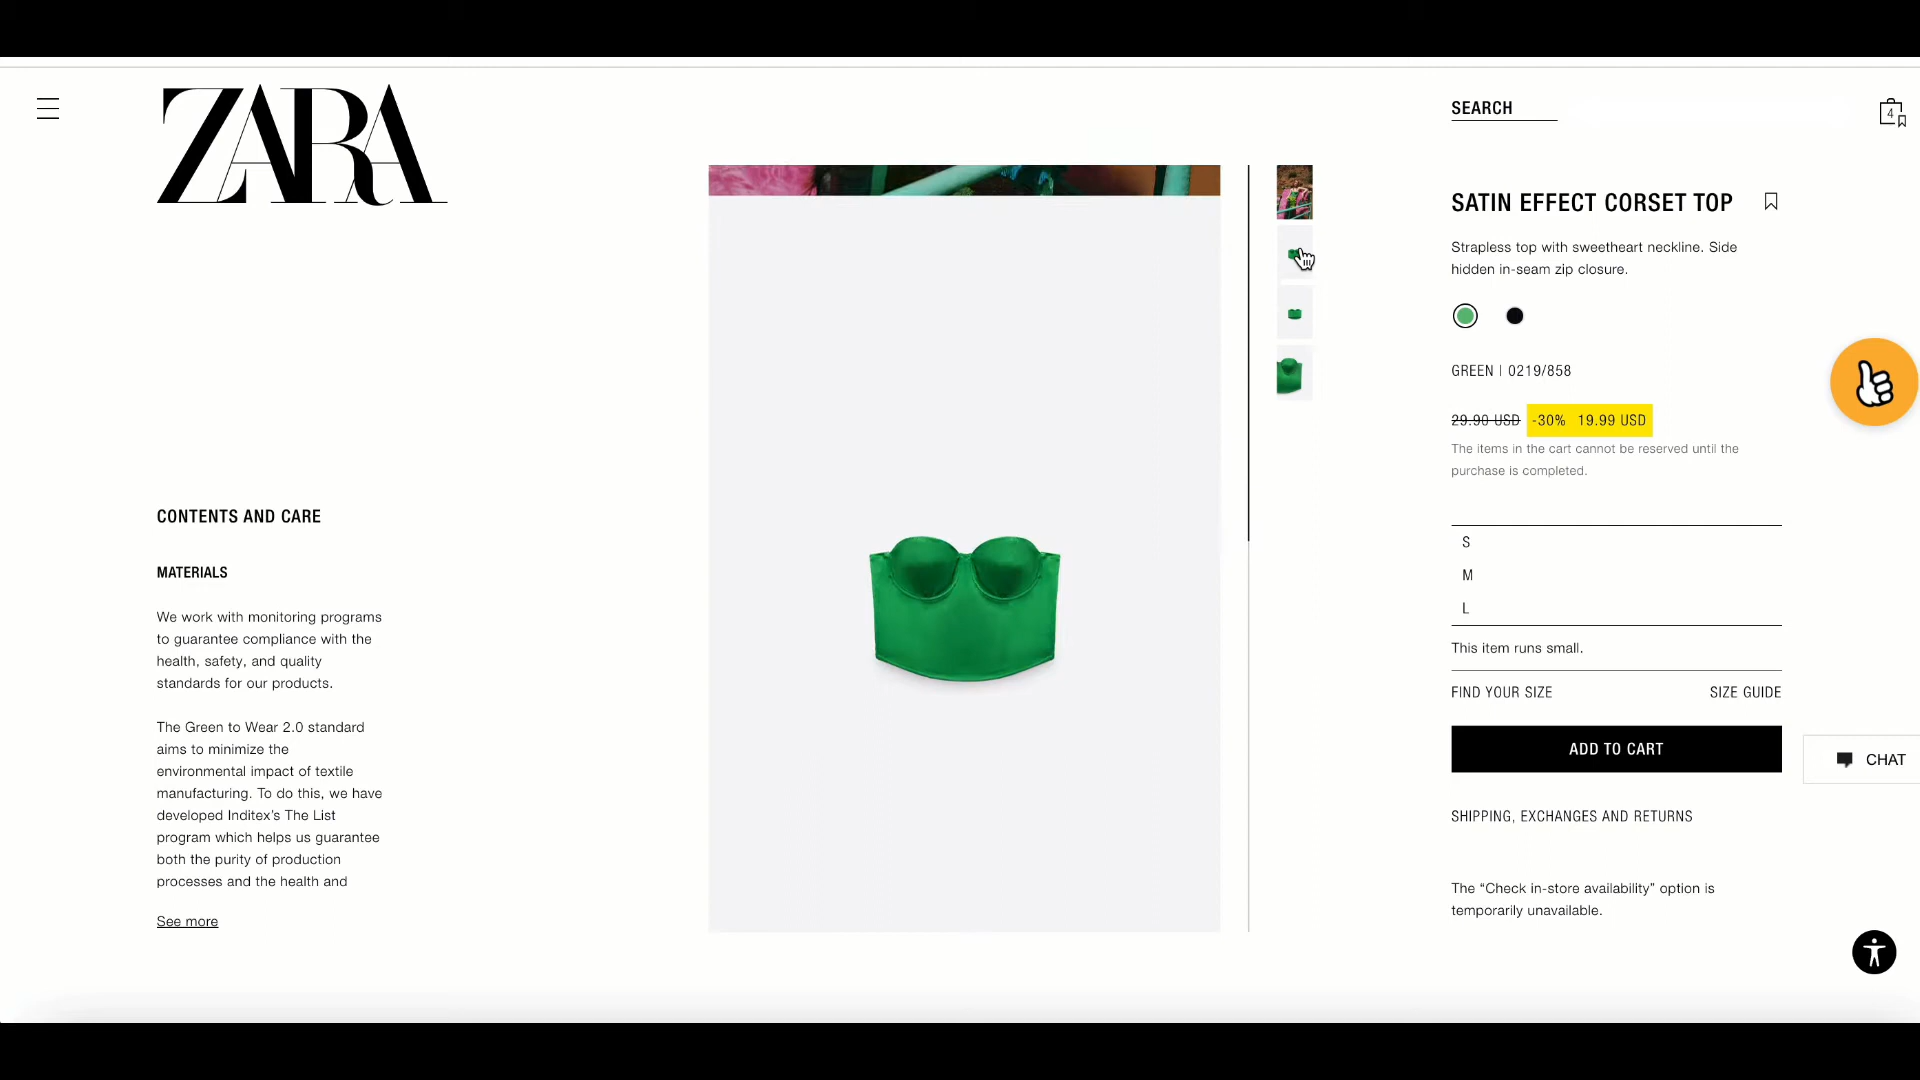 ZARA
SEARCH
4
SATIN EFFECT CORSET TOP
Strapless top with sweetheart neckline. Side
hidden in-seam zip closure.
GREEN | 0219/858
29.90 USD -30% 19.99 USD
The items in the cart cannot be reserved until the
purchase is completed.
S
M
L
This item runs small.
FIND YOUR SIZE SIZE GUIDE
ADD TO CART
CHAT
SHIPPING, EXCHANGES AND RETURNS
The “Check in-store availability” option is
temporarily unavailable.
CONTENTS AND CARE
MATERIALS
We work with monitoring programs
to guarantee compliance with the
health, safety, and quality
standards for our products.
The Green to Wear 2.0 standard
aims to minimize the
environmental impact of textile
manufacturing. To do this, we have
developed Inditex’s The List
program which helps us guarantee
both the purity of production
processes and the health and
See more